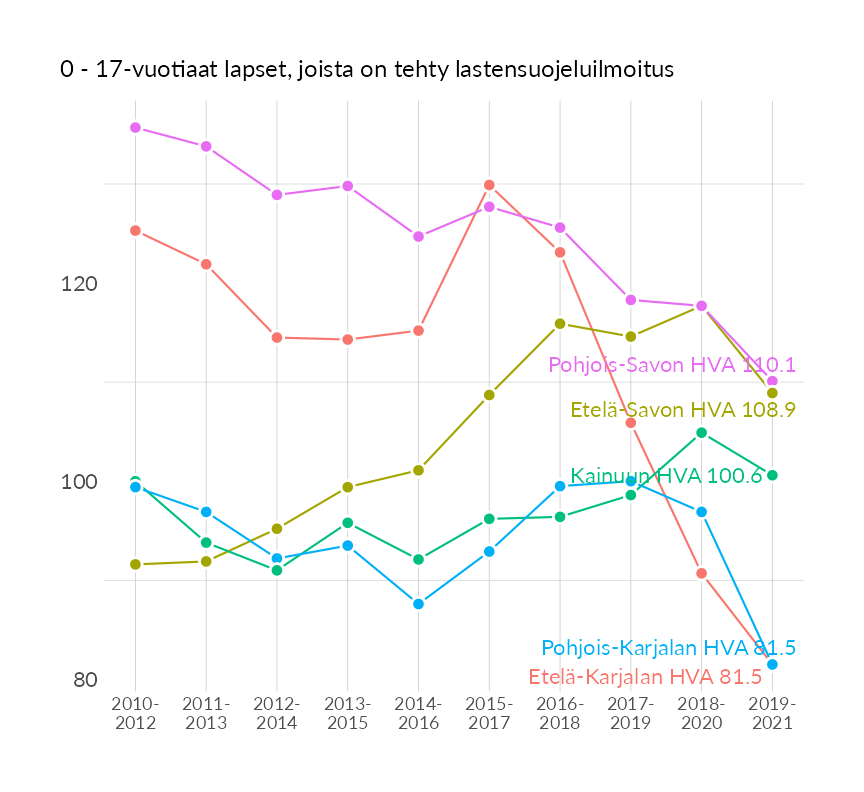 0 - 17-vuotiaat lapset, joista on tehty lastensuojeluilmoitus
120
Pohjois-Savon HVA 110.1
Etelä-Savon HVA 108.9
Kainuun HVA 100.6
100
Pohjois-Karjalan HVA 81.5
Etelä-Karjalan HVA 81.5
80
2010- 2011- 2012- 2013- 2014- 2015- 2016- 2017- 2018- 2019-
2012 2013 2014 2015 2016 2017 2018 2019 2020 2021